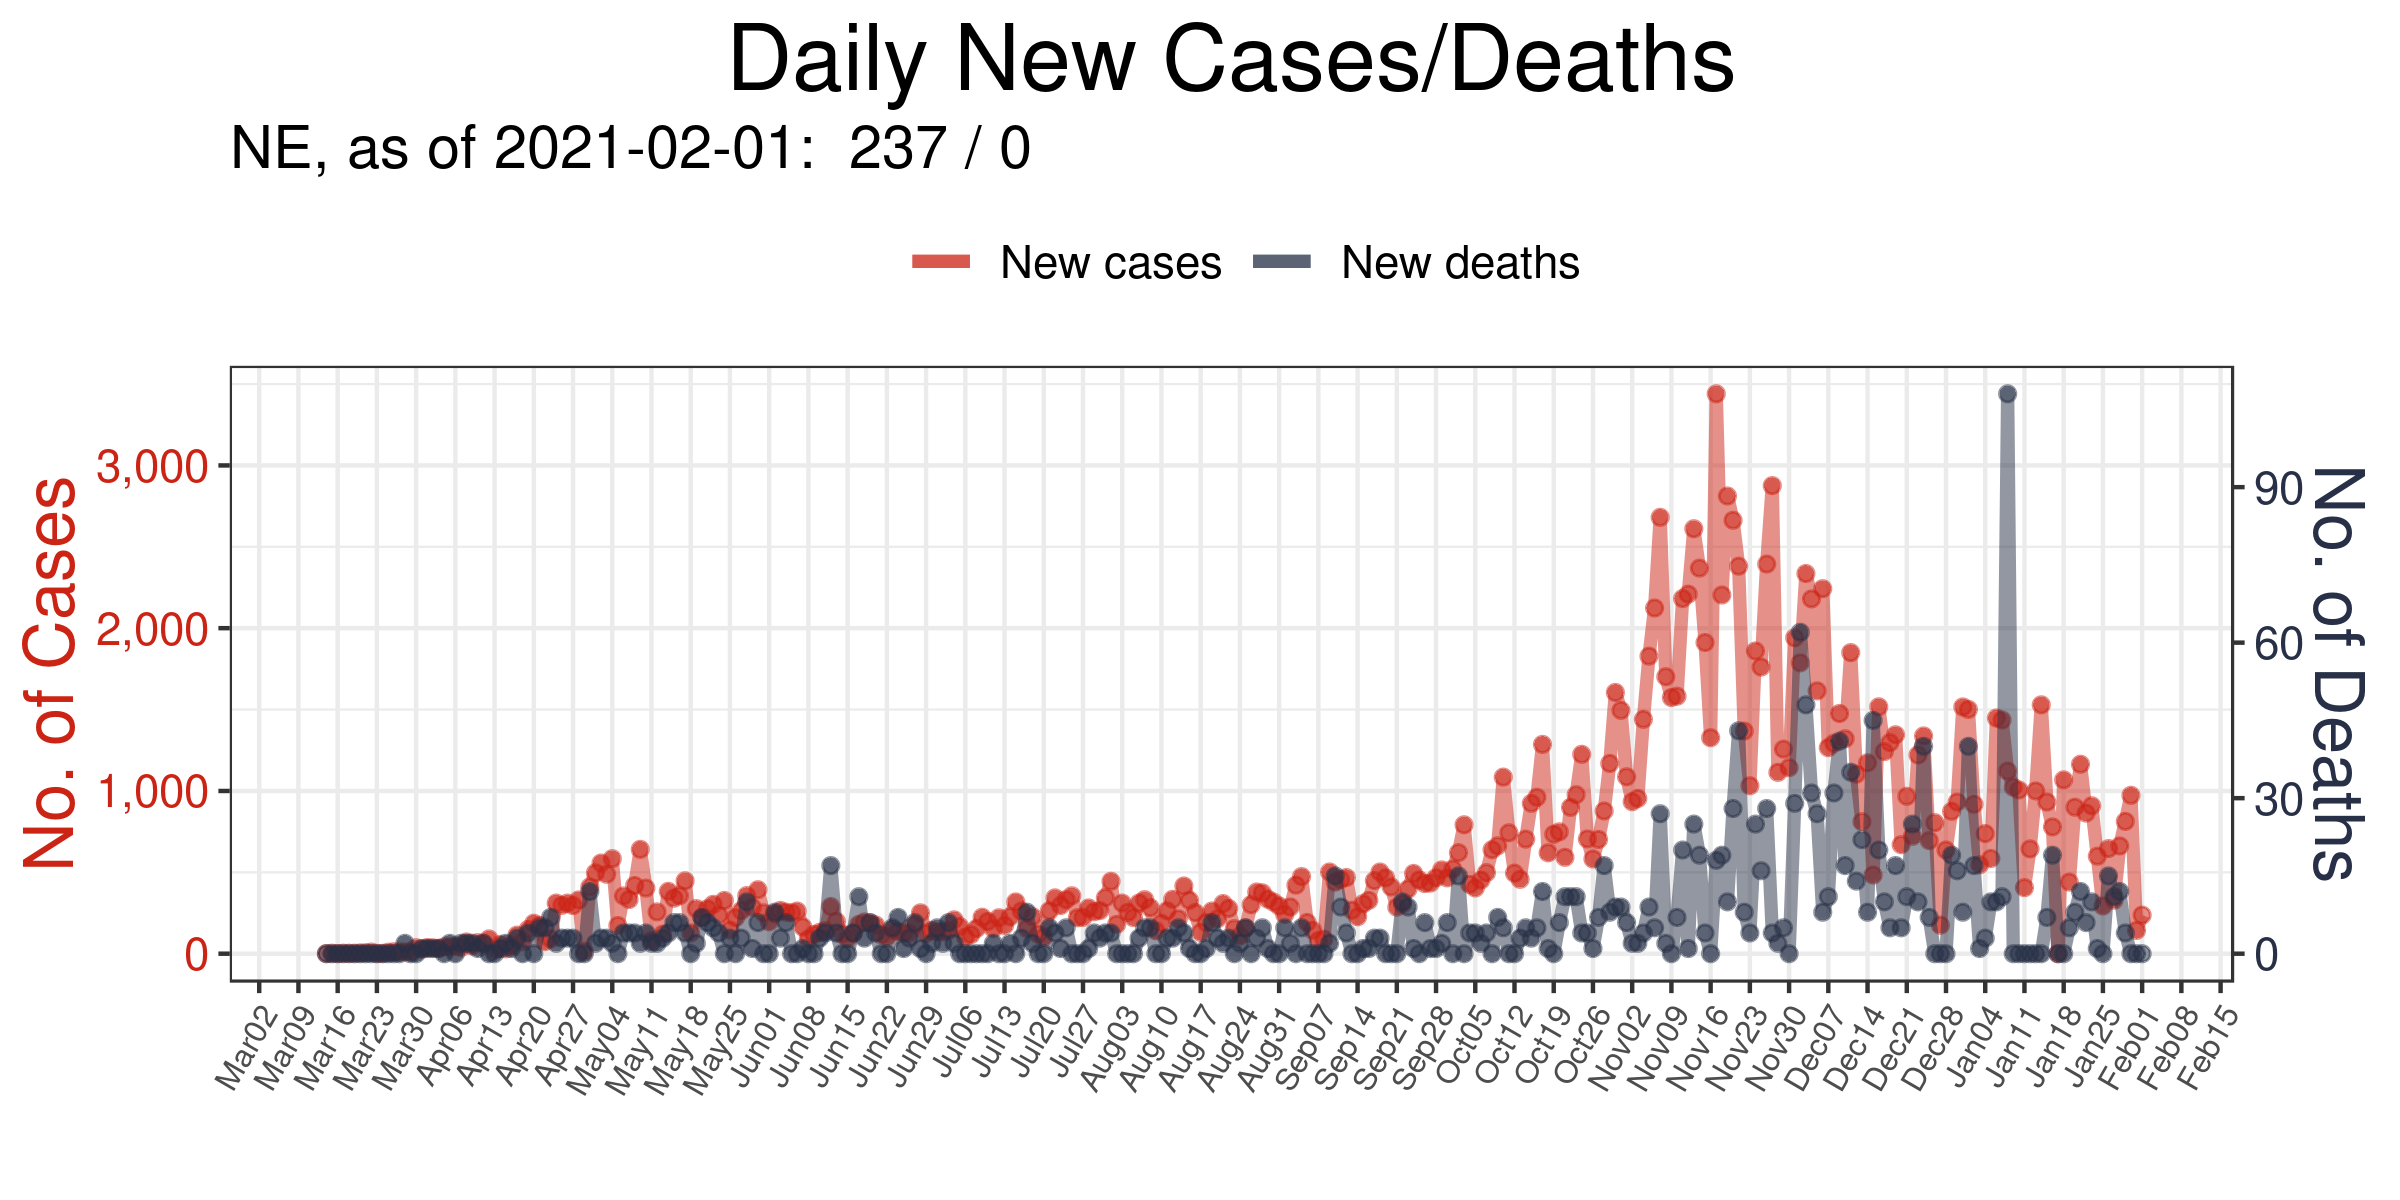 Daily New Cases/Deaths
NE, as of 2021-02-01:  237 / 0
New cases
New deaths
No. of Cases
3,000
2,000
1,000
0
90
60
30
0
No. of Deaths
Mar02
Mar09
Mar16
Mar23
Mar30
Apr06
Apr13
Apr20
Apr27
May04
May11
May18
May25
Jun01
Jun08
Jun15
Jun22
Jun29
Jul06
Jul13
Jul20
Jul27
Aug03
Aug10
Aug17
Aug24
Aug31
Sep07
Sep14
Sep21
Sep28
Oct05
Oct12
Oct19
Oct26
Nov02
Nov09
Nov16
Nov23
Nov30
Dec07
Dec14
Dec21
Dec28
Jan04
Jan11
Jan18
Jan25
Feb01
Feb08
Feb15